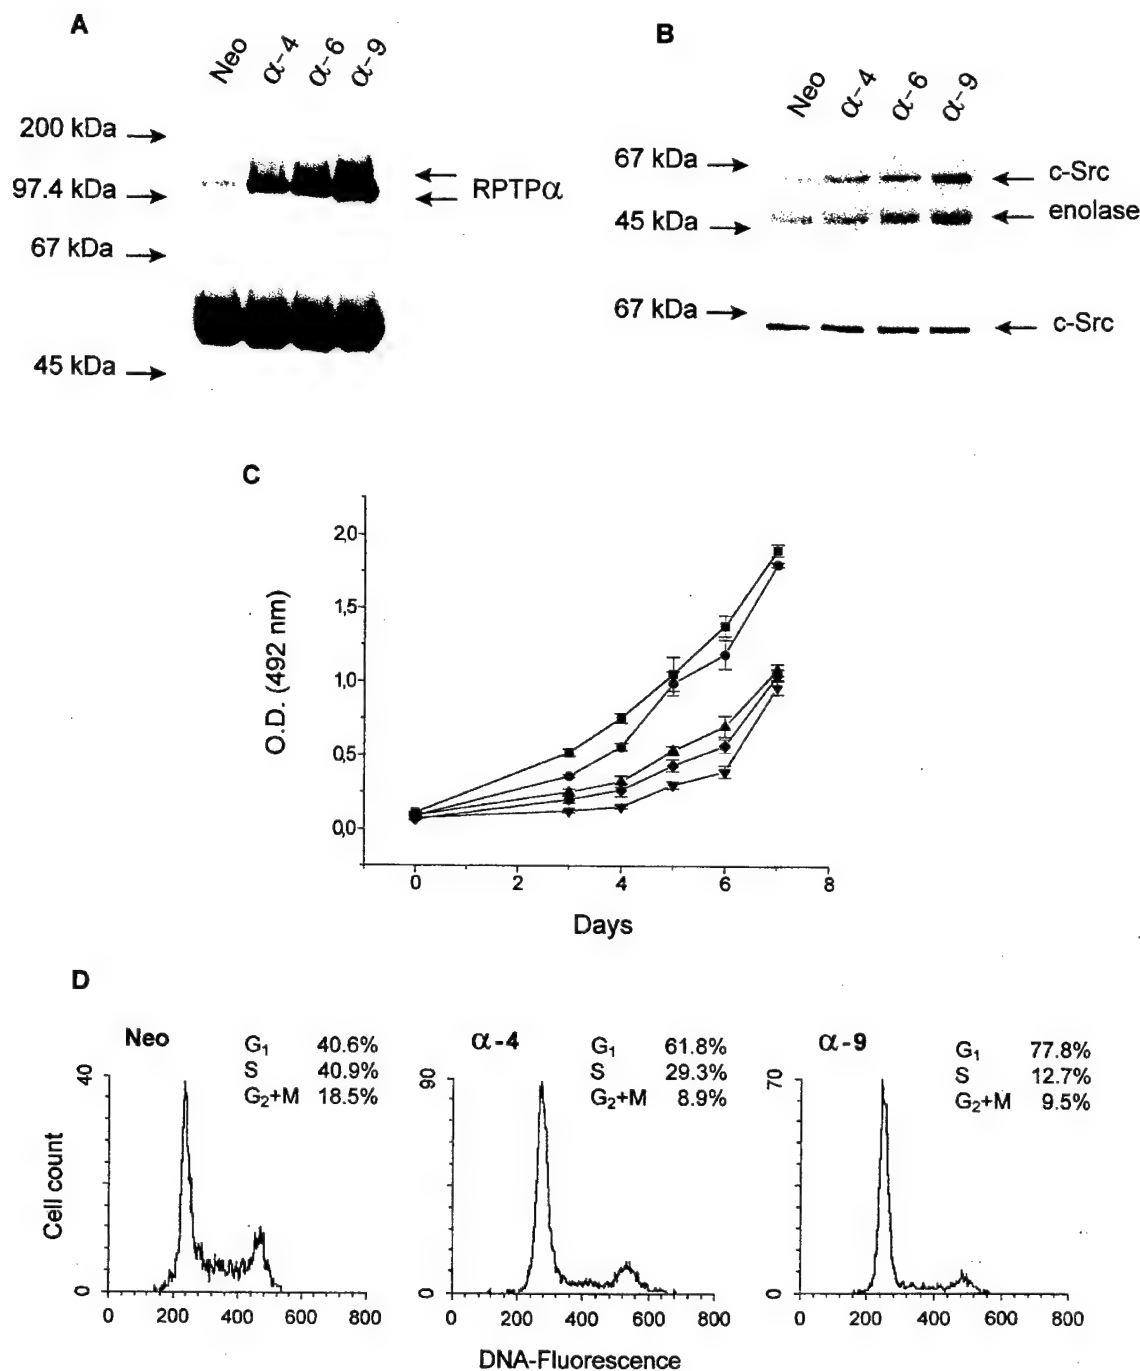 A
Neo α-4 α-6 α-9
200 kDa
97.4 kDa
RPTPα
67 kDa
45 kDa
B
Neo α-4 α-6 α-9
67 kDa
c-Src
enolase
45 kDa
67 kDa
c-Src
C
O.D. (492 nm)
2,0
1,5
1,0
0,5
0,0
0 2 4 6 8
Days
D
Neo
G1 40.6%
S 40.9%
G2+M 18.5%
40
0
Cell count
0 200 400 600 800
α-4
G1 61.8%
S 29.3%
G2+M 8.9%
90
0
0 200 400 600 800
α-9
G1 77.8%
S 12.7%
G2+M 9.5%
70
0
0 200 400 600 800
DNA-Fluorescence